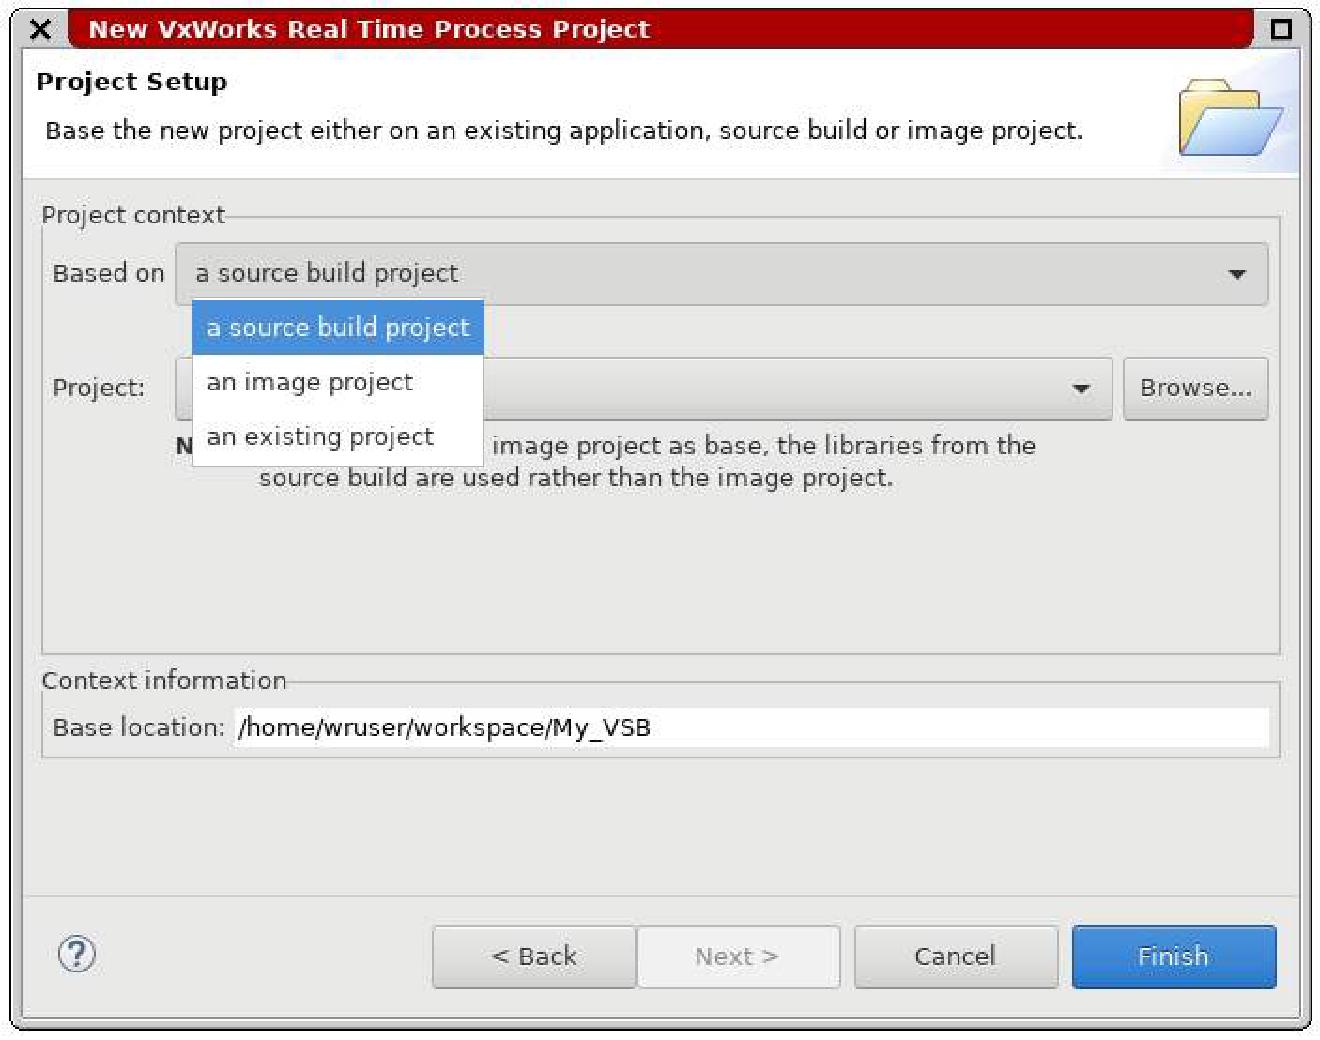 New VxWorks Real Time Process Project
Project Setup
Base the new project either on an existing application, source build or image project.
Project context
Based on a source build project
a source build project
an image project
an existing project
Project: Browse...
N image project as base, the libraries from the
source build are used rather than the image project.
Context information
Base location: /home/wruser/workspace/My_VSB
? < Back Next > Cancel Finish